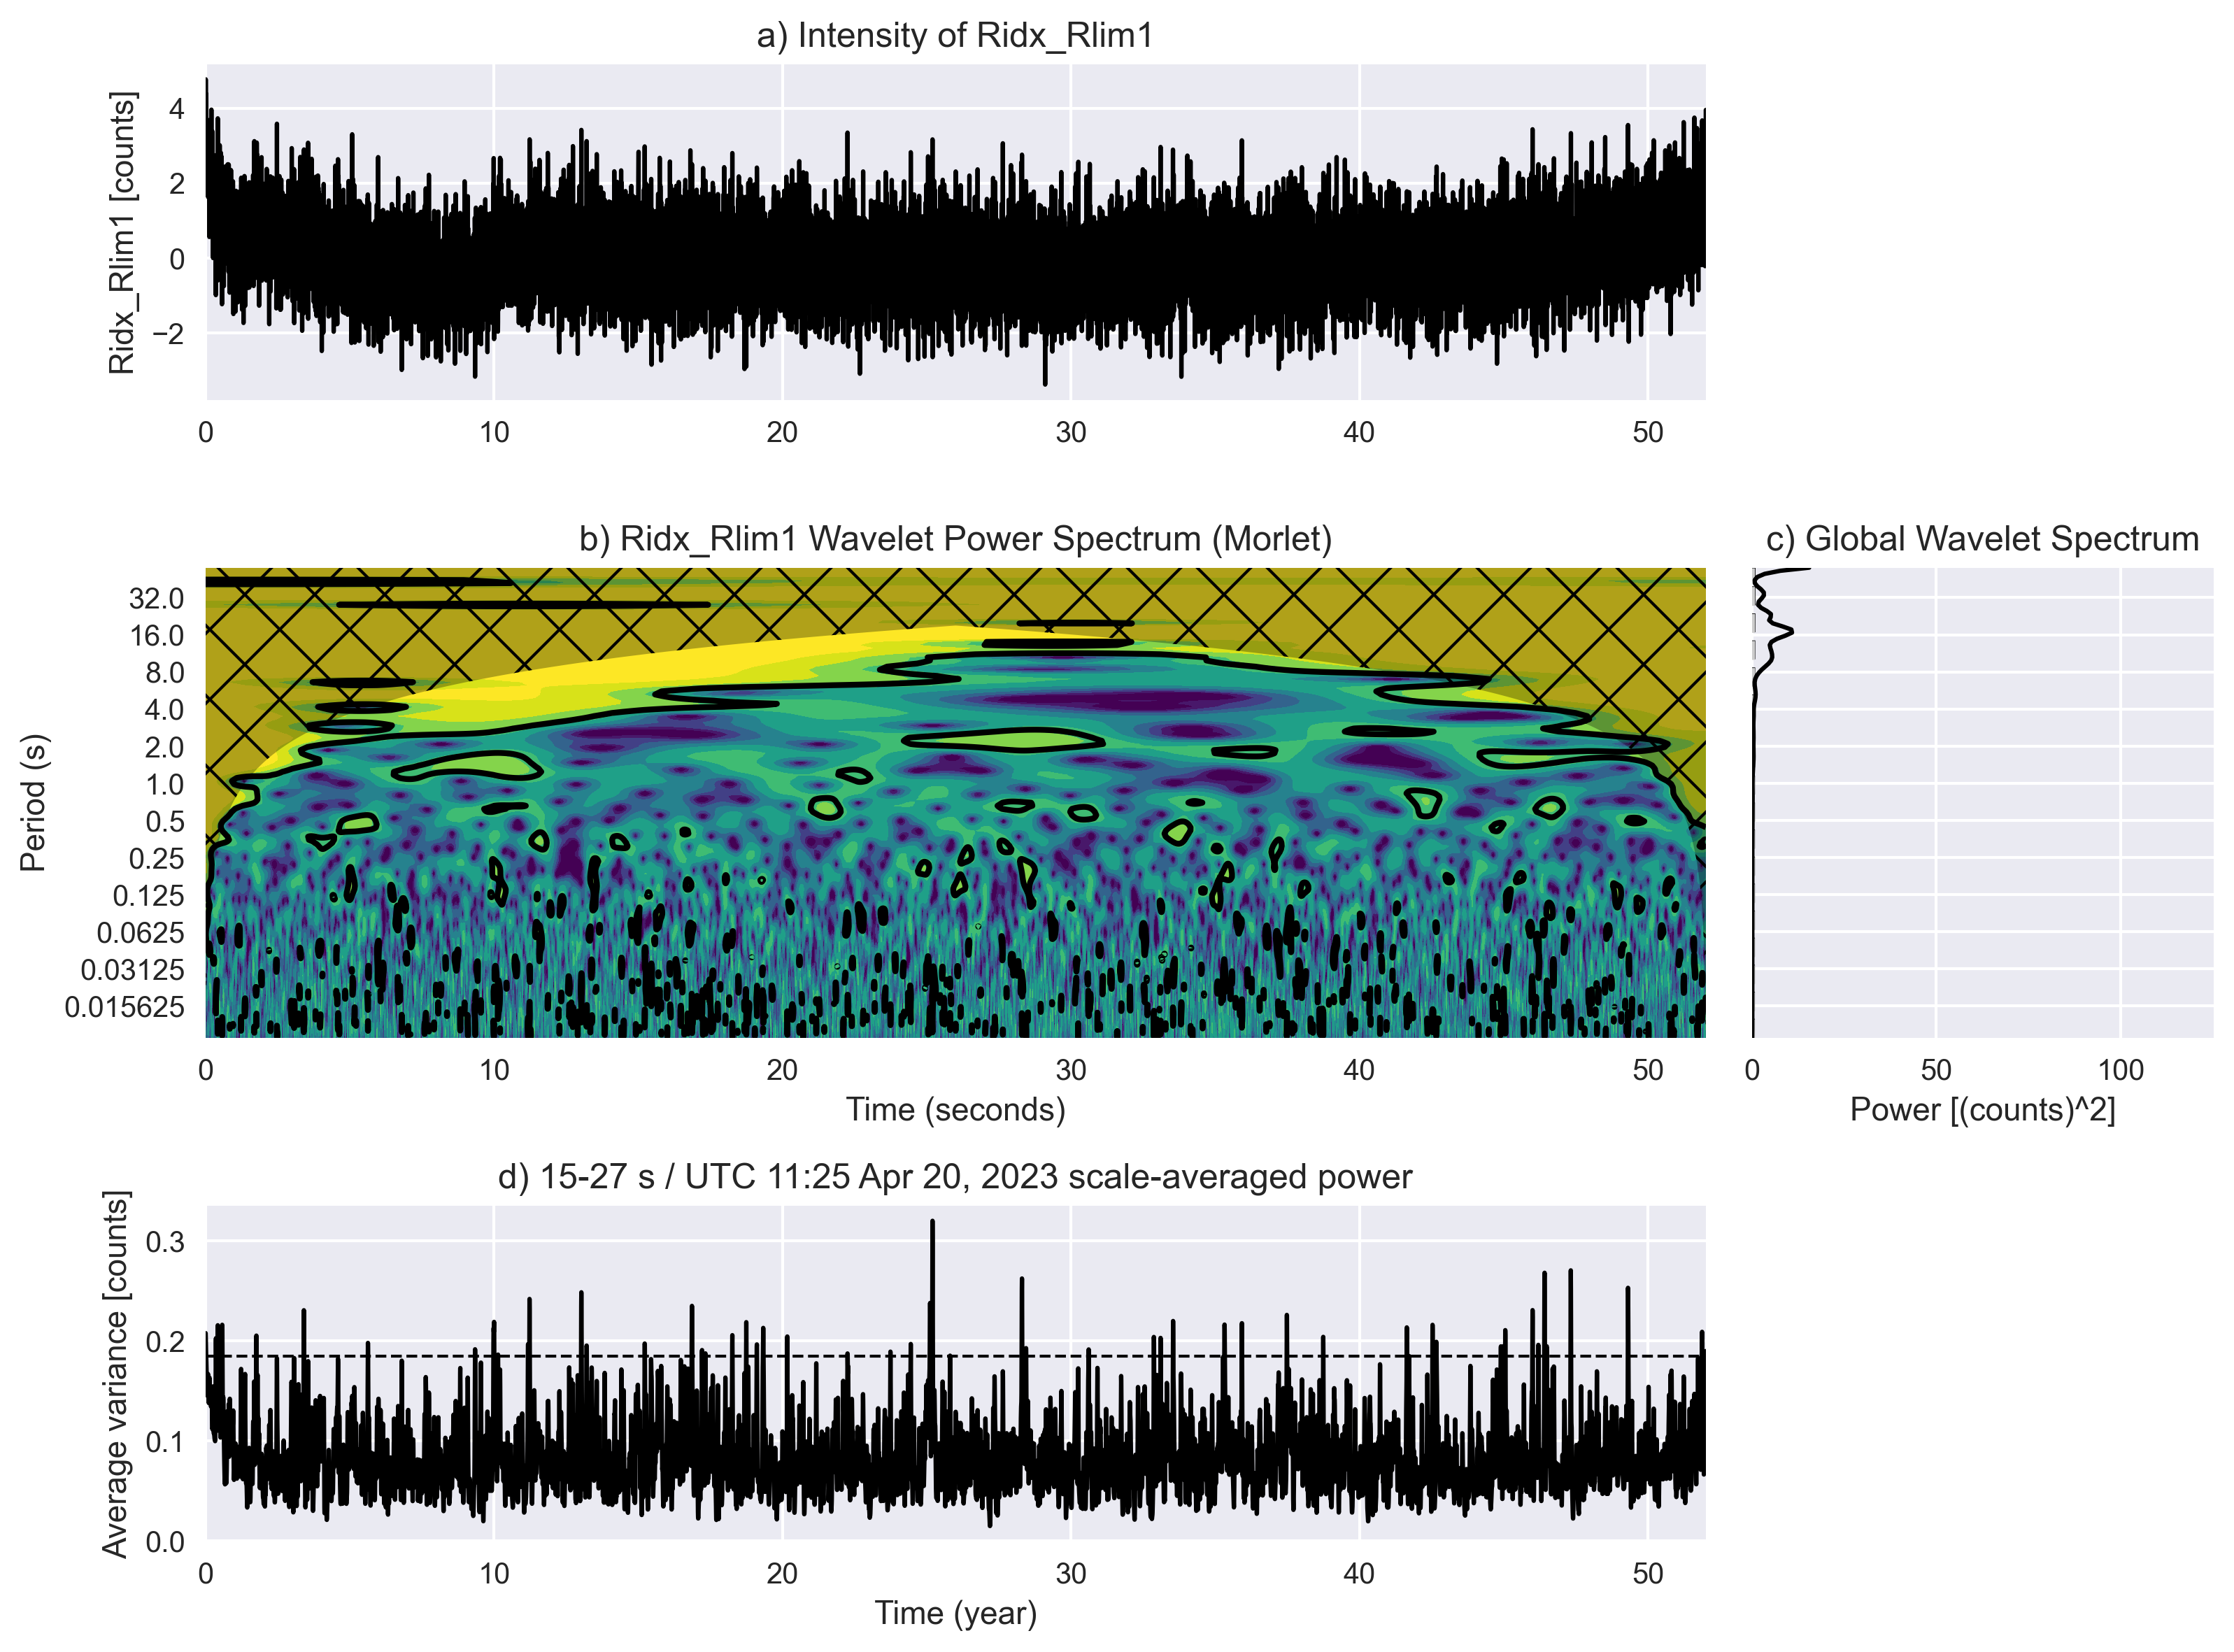 a) Intensity of Ridx_Rlim1
Ridx_Rlim1 [counts]
4
2
0
−2
0 10 20 30 40 50
b) Ridx_Rlim1 Wavelet Power Spectrum (Morlet)
Period (s)
32.0
16.0
8.0
4.0
2.0
1.0
0.5
0.25
0.125
0.0625
0.03125
0.015625
0 10 20 30 40 50
Time (seconds)
c) Global Wavelet Spectrum
0 50 100
Power [(counts)^2]
d) 15-27 s / UTC 11:25 Apr 20, 2023 scale-averaged power
Average variance [counts]
0.3
0.2
0.1
0.0
0 10 20 30 40 50
Time (year)